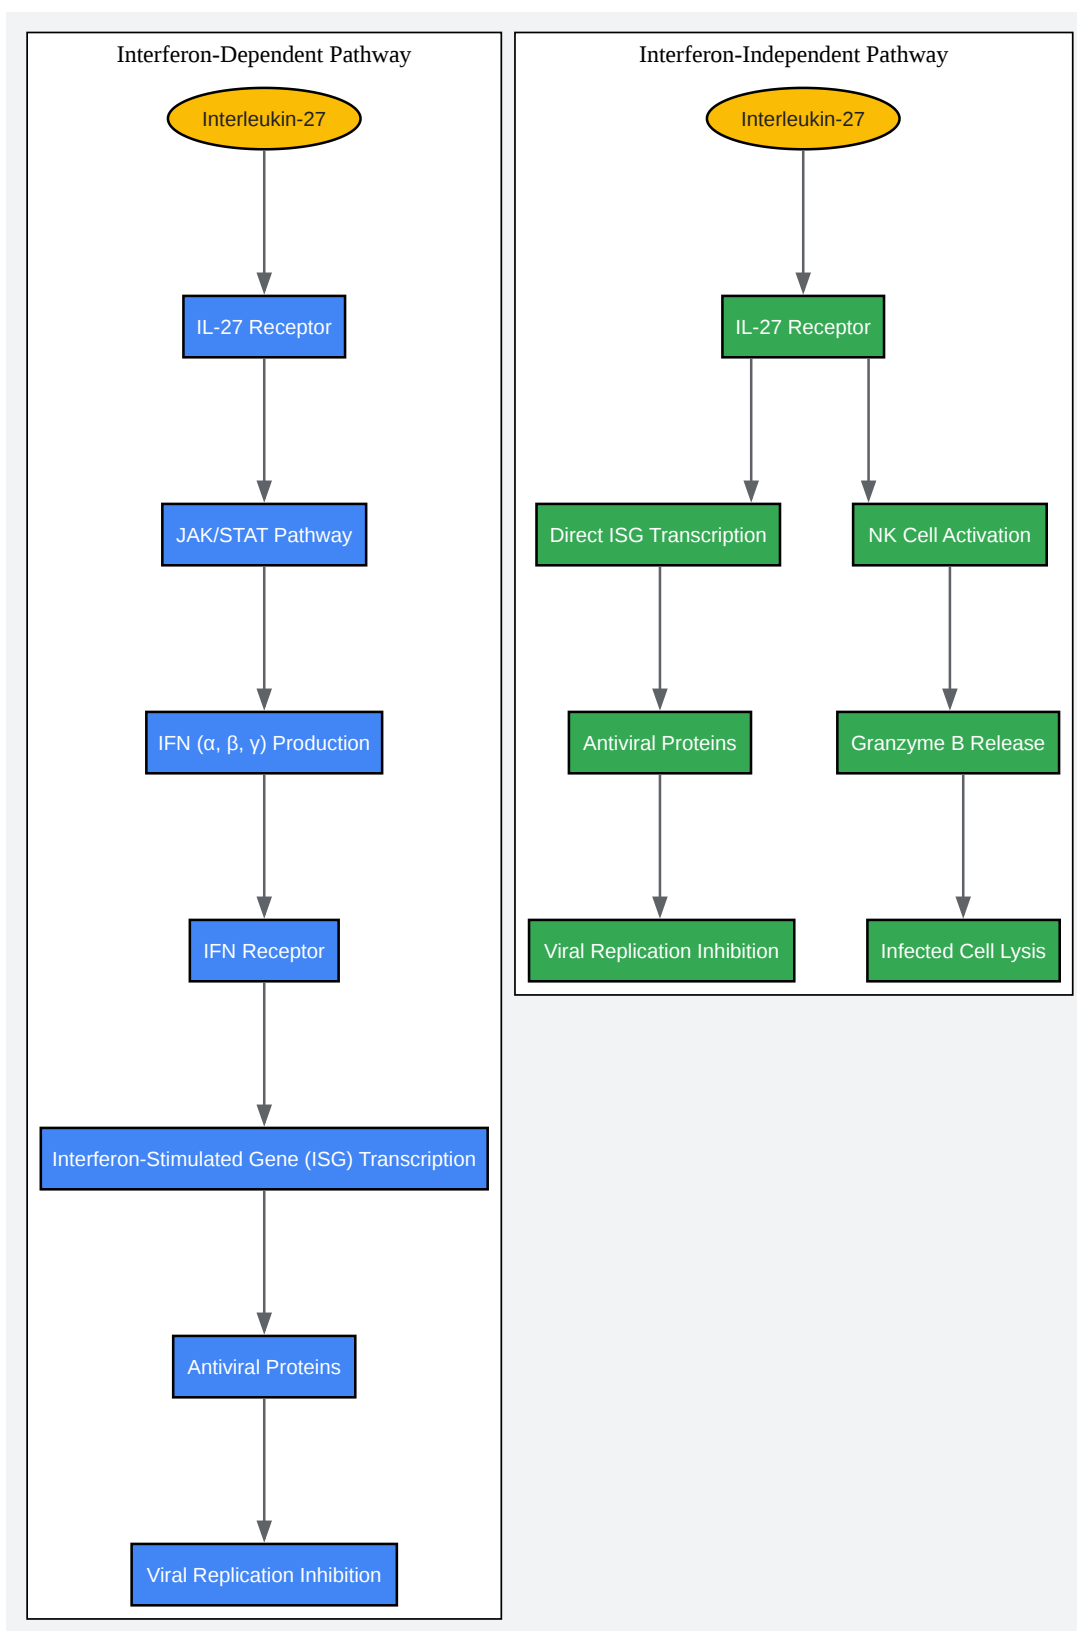 Interferon-Dependent Pathway
Interleukin-27
IL-27 Receptor
JAK/STAT Pathway
IFN (α, β, γ) Production
IFN Receptor
Interferon-Stimulated Gene (ISG) Transcription
Antiviral Proteins
Viral Replication Inhibition
Interferon-Independent Pathway
Interleukin-27
IL-27 Receptor
Direct ISG Transcription
NK Cell Activation
Antiviral Proteins
Granzyme B Release
Viral Replication Inhibition
Infected Cell Lysis